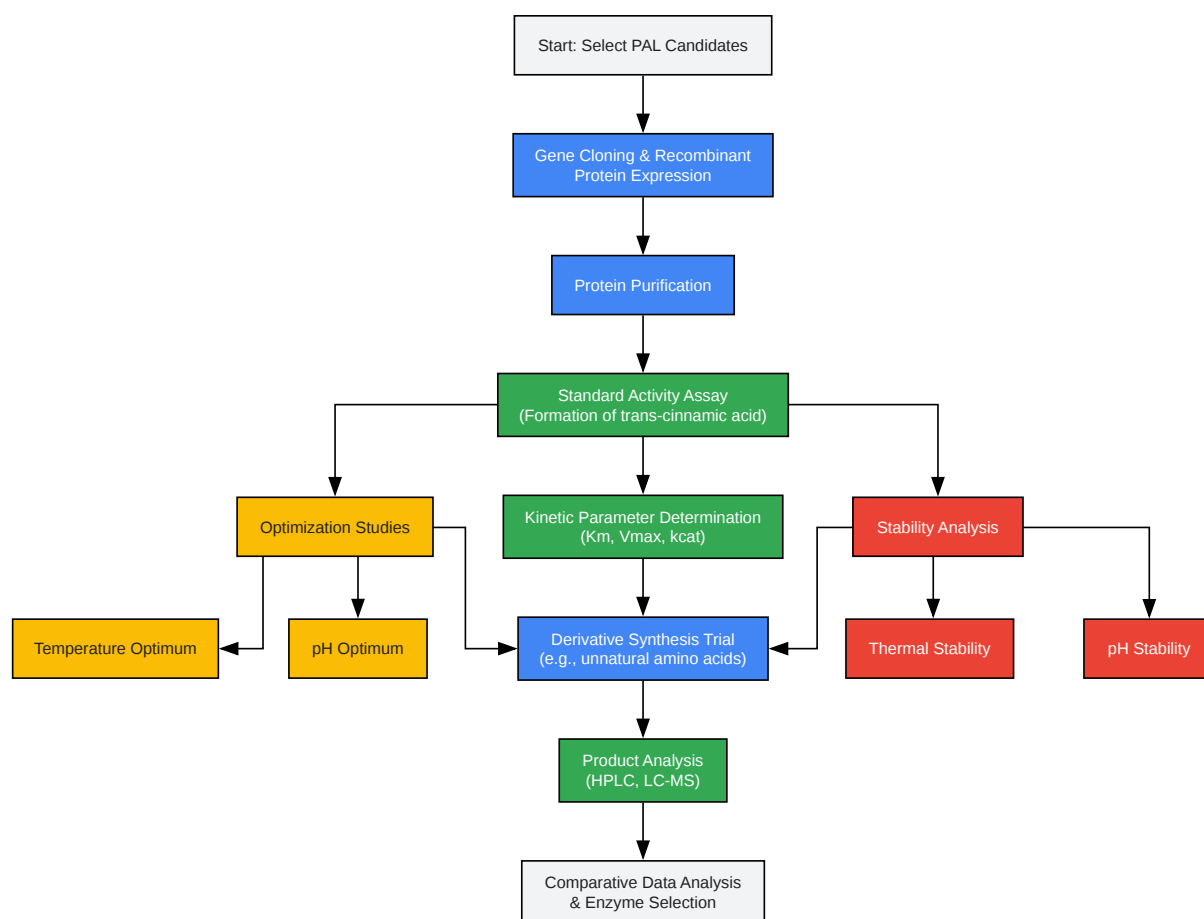 Start: Select PAL Candidates
Gene Cloning & Recombinant
Protein Expression
Protein Purification
Standard Activity Assay
(Formation of trans-cinnamic acid)
Optimization Studies
Kinetic Parameter Determination
(Km, Vmax, kcat)
Stability Analysis
Temperature Optimum
pH Optimum
Derivative Synthesis Trial
(e.g., unnatural amino acids)
Thermal Stability
pH Stability
Product Analysis
(HPLC, LC-MS)
Comparative Data Analysis
& Enzyme Selection